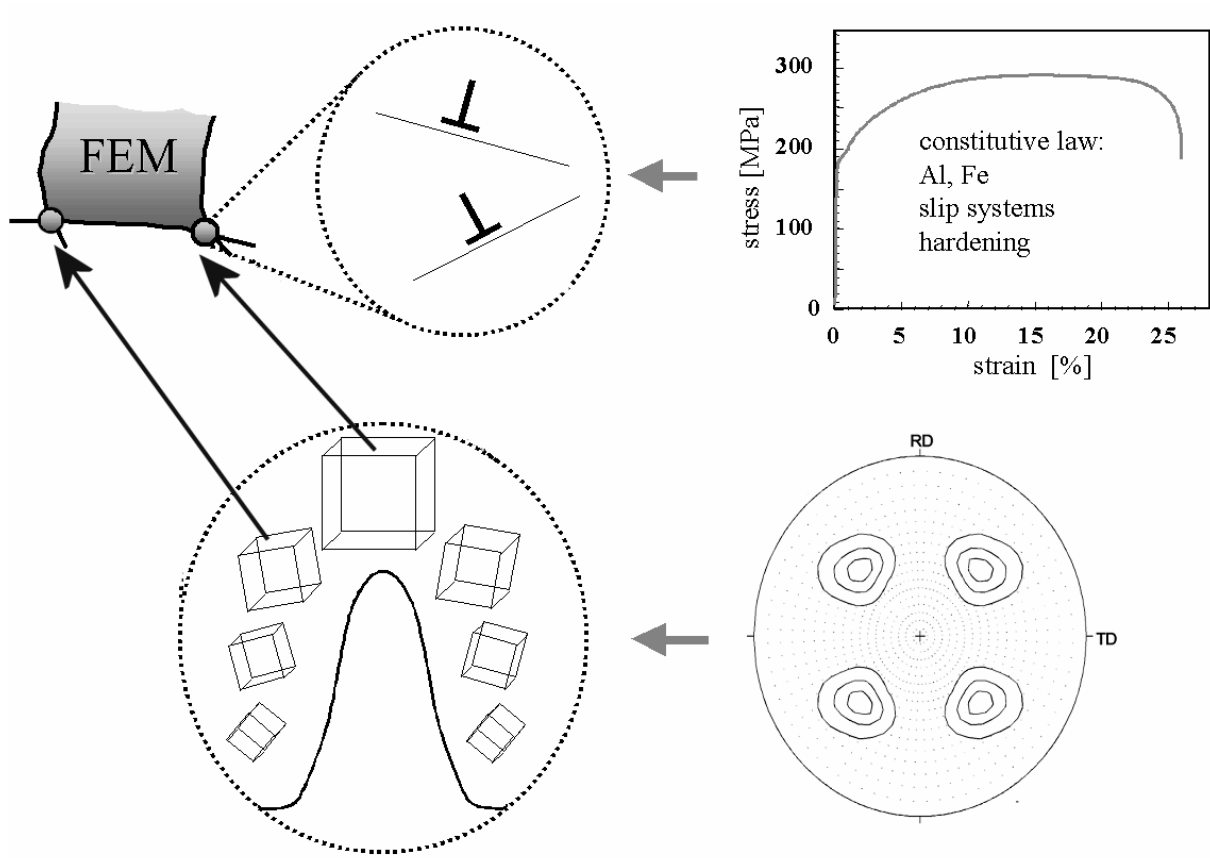 FEM
stress [MPa]
300
200
100
0
constitutive law:
Al, Fe
slip systems
hardening
0 5 10 15 20 25
strain [%]
RD
TD